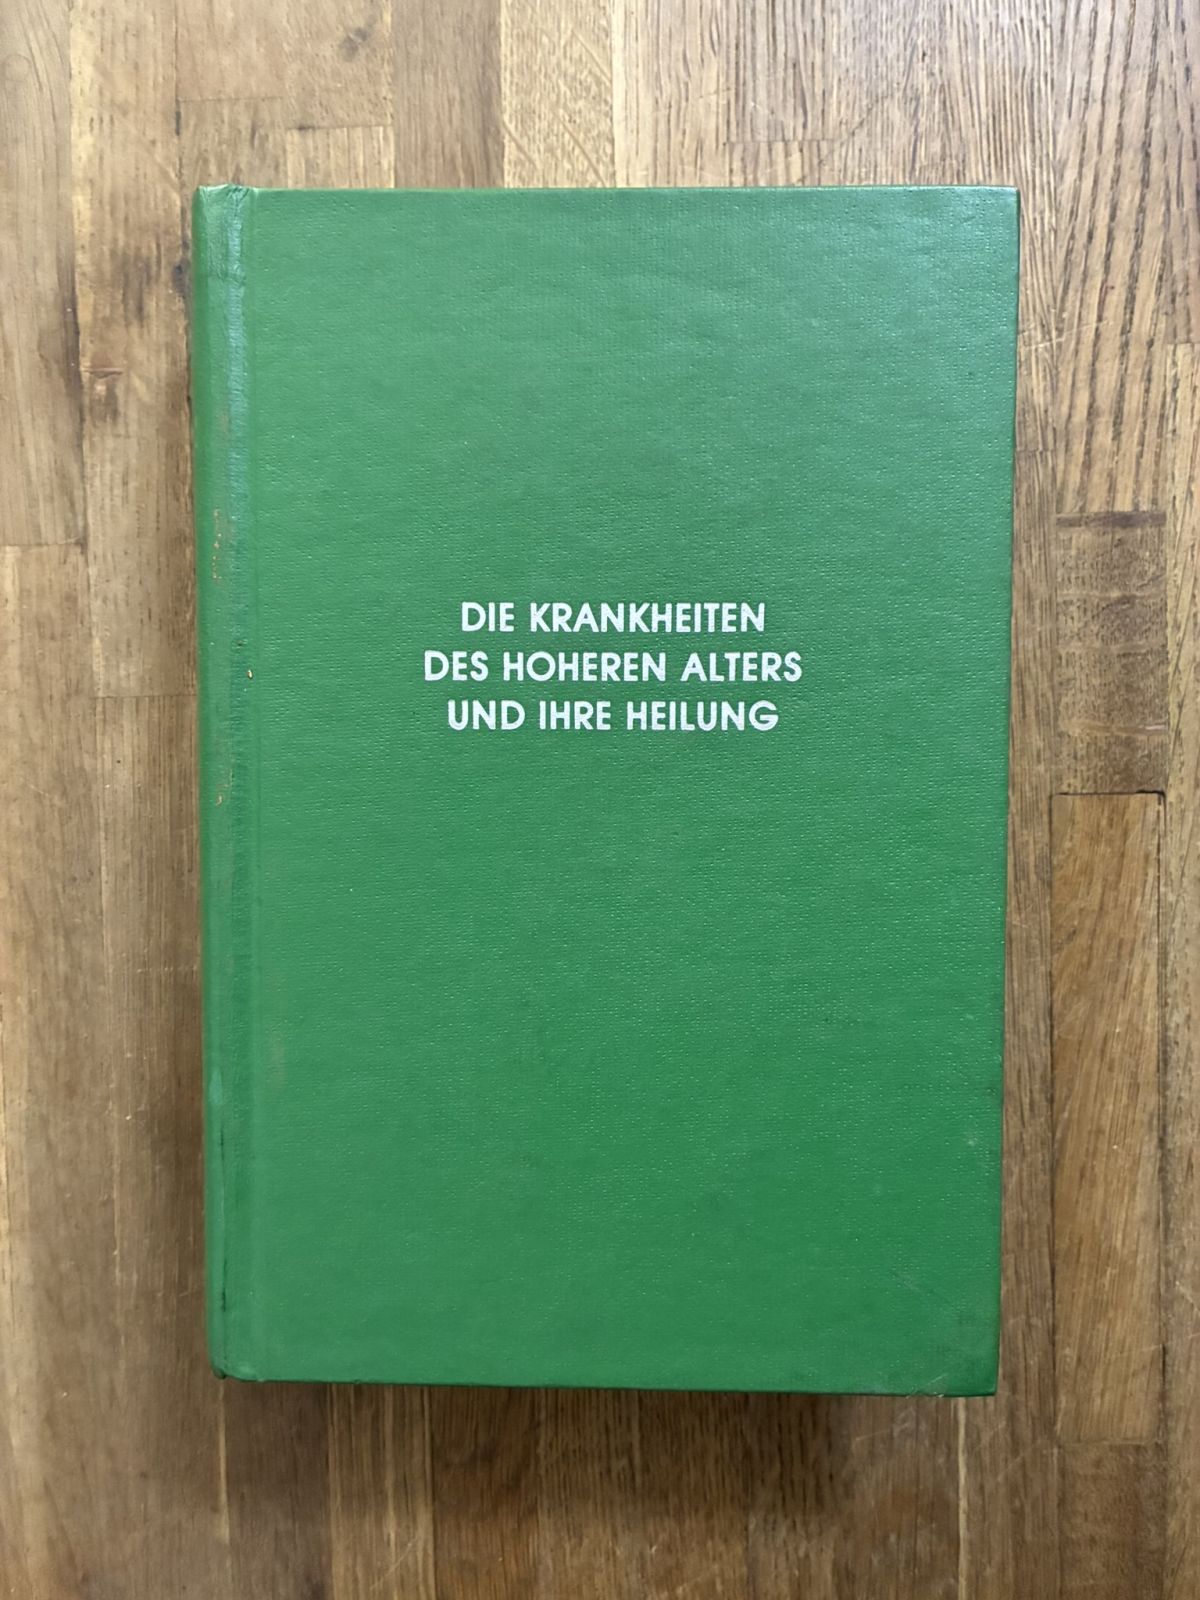 DIE KRANKHEITEN
DES HOHEREN ALTERS
UND IHRE HEILUNG